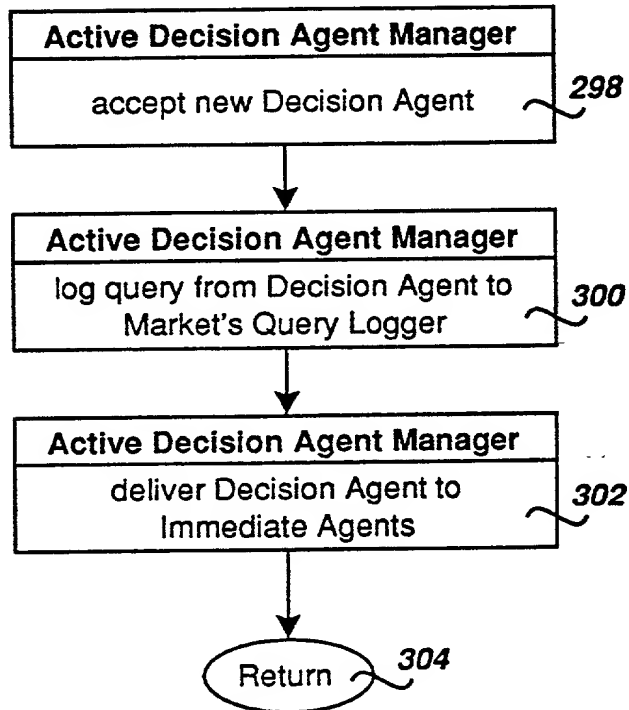 Active Decision Agent Manager
accept new Decision Agent
298
Active Decision Agent Manager
log query from Decision Agent to
Market's Query Logger
300
Active Decision Agent Manager
deliver Decision Agent to
Immediate Agents
302
Return
304